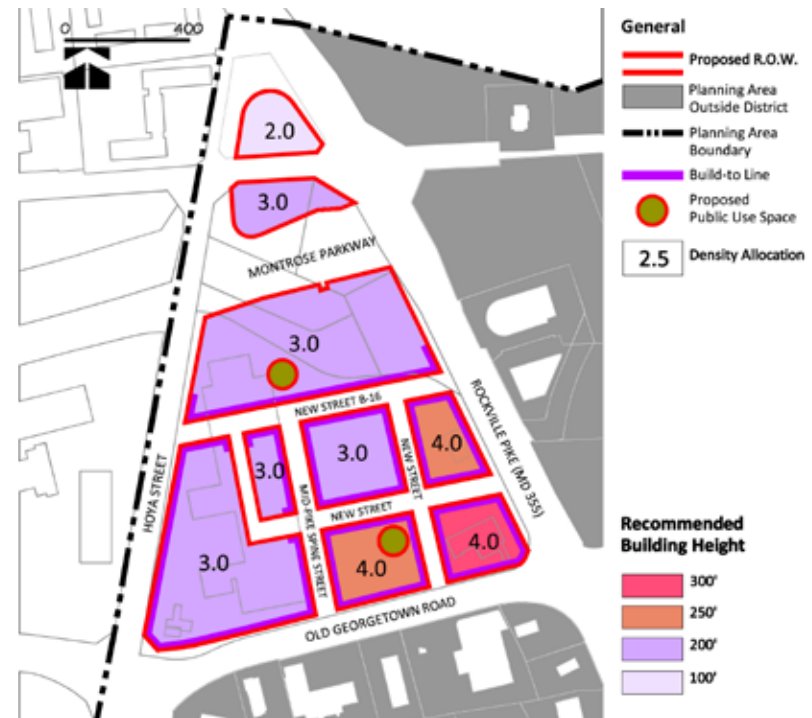 0
400
2.0
3.0
MONTROSE PARKWAY
3.0
NEW STREET B-16
ROCKVILLE PIKE (MD 355)
HOYA STREET
3.0
3.0
NEW STREET
4.0
MID-PIKE SPINE STREET
NEW STREET
3.0
4.0
4.0
OLD GEORGETOWN ROAD
General
Proposed R.O.W.
Planning Area
Outside District
Planning Area
Boundary
Build-to Line
Proposed
Public Use Space
2.5
Density Allocation
Recommended
Building Height
300'
250'
200'
100'